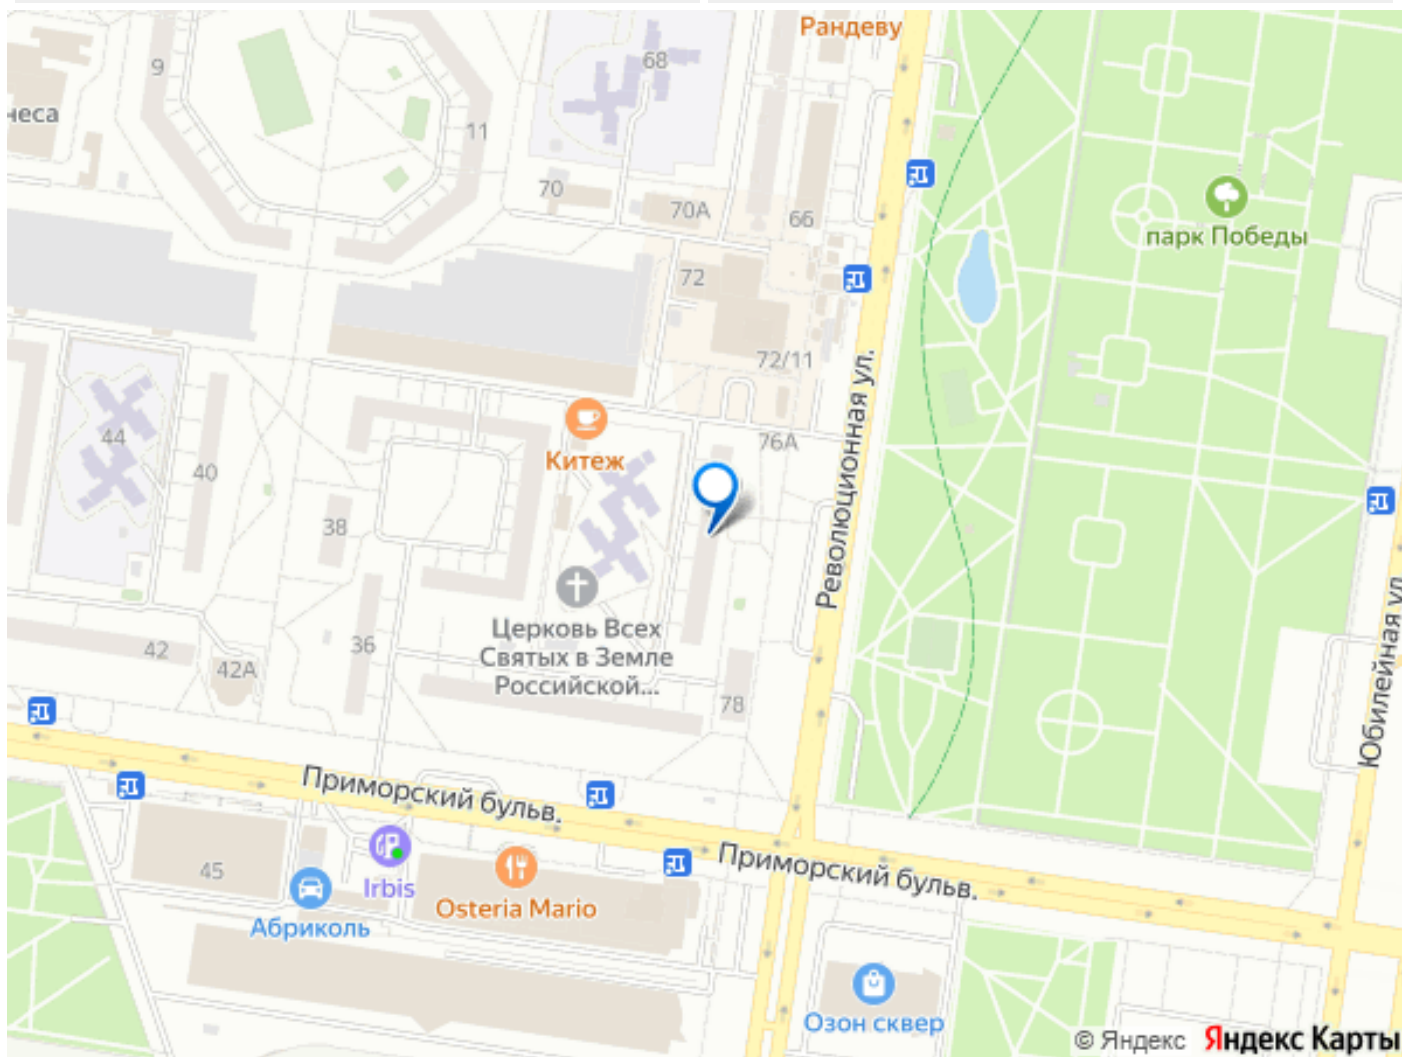 Рандеву
68
9
неса
11
70
70А
66
парк Победы
72
72/11
Революционная ул.
Китеж
76А
44
40
38
Церковь Всех
Святых в Земле
Российской...
36
42
42А
78
Юбилейная ул.
Приморский бульв.
Приморский бульв.
45
Irbis
Osteria Mario
Абриколь
Озон сквер
© Яндекс Яндекс Карты